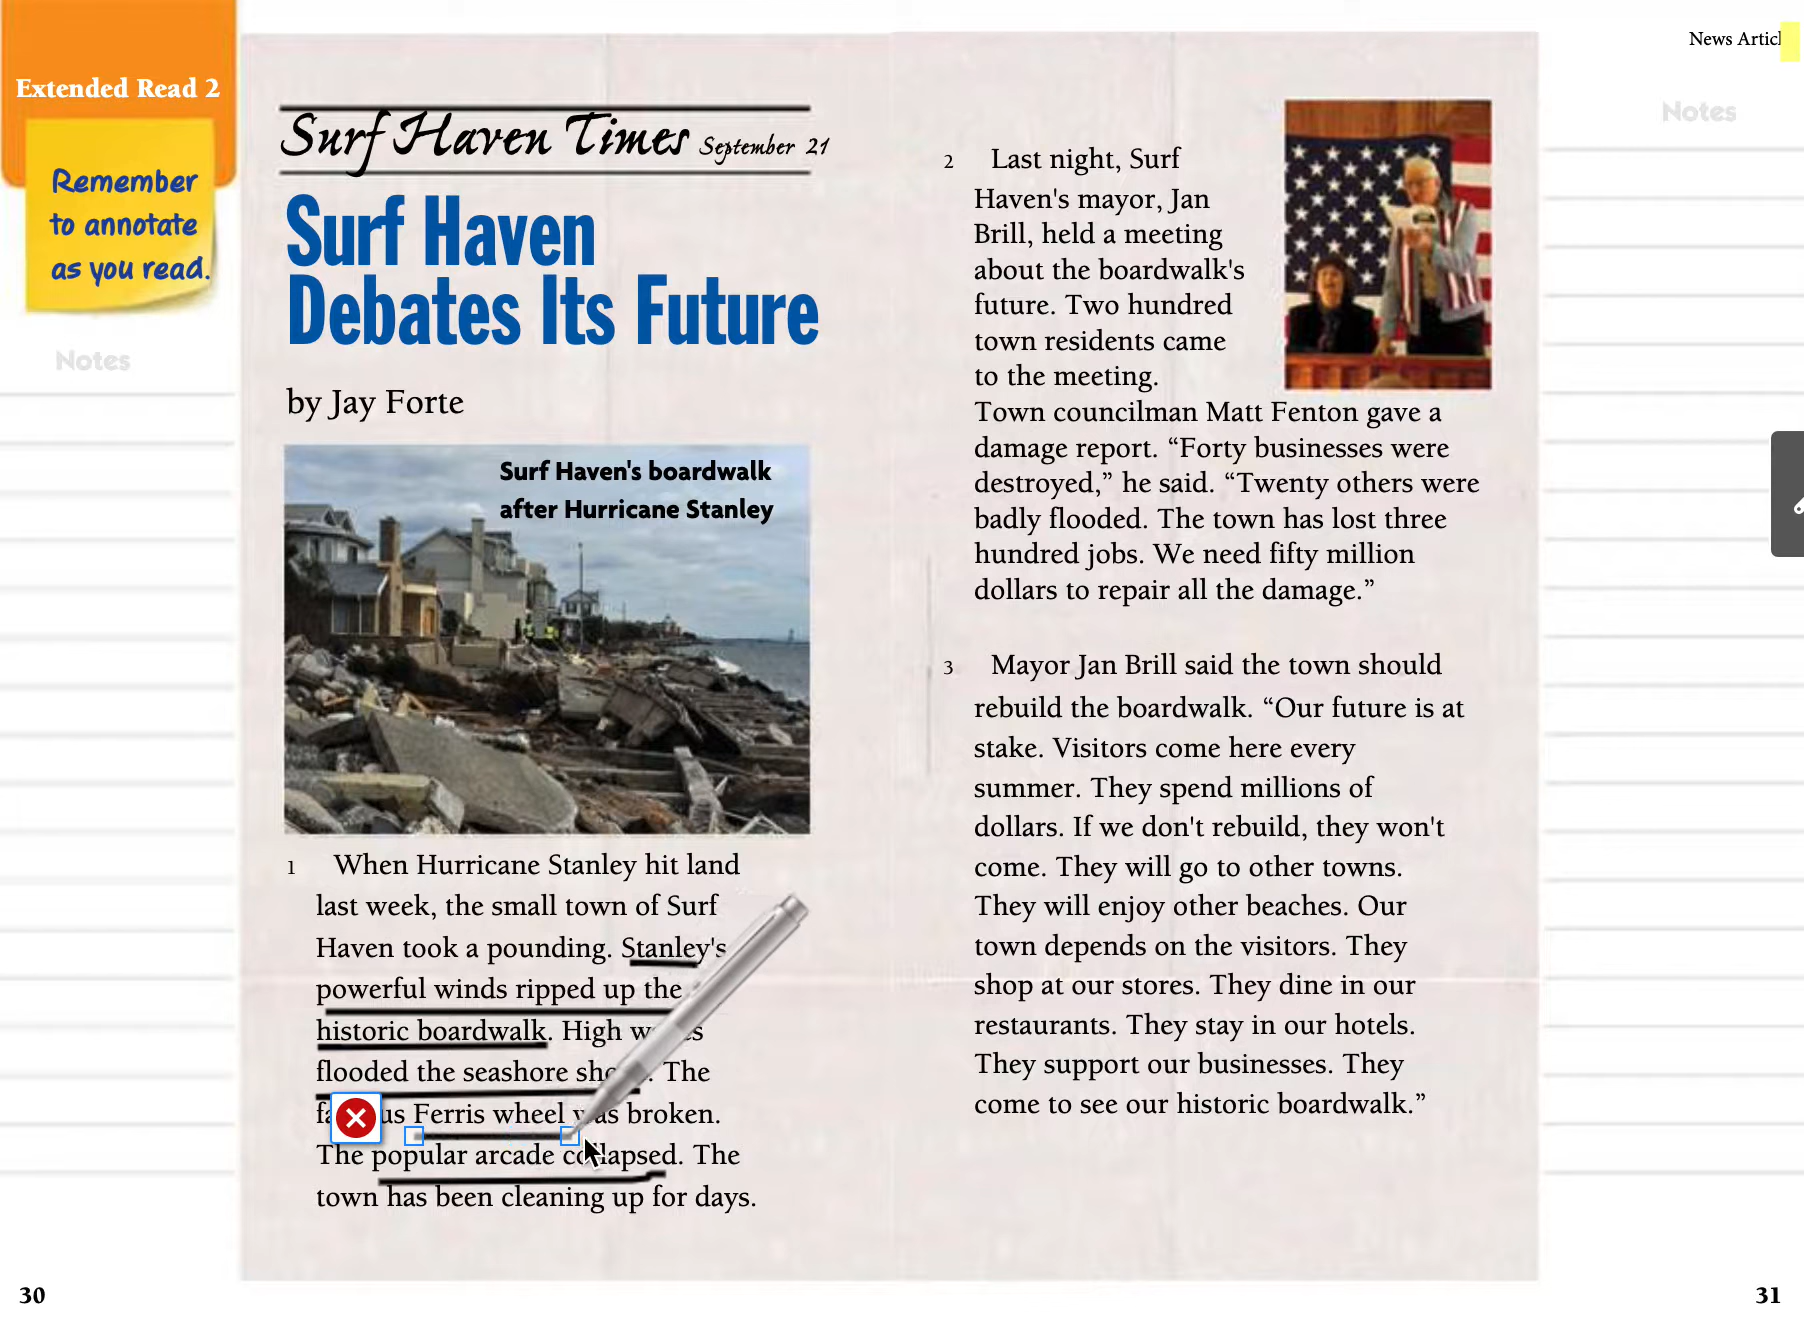 Extended Read 2
Remember
to annotate
as you read.
Notes
Surf Haven Times September 21
Surf Haven
Debates Its Future
by Jay Forte
Surf Haven's boardwalk
after Hurricane Stanley
1 When Hurricane Stanley hit land
last week, the small town of Surf
Haven took a pounding. Stanley's
powerful winds ripped up the
historic boardwalk. High
flooded the seashore The
Ferris wheel was broken.
The popular arcade collapsed. The
town has been cleaning up for days.
30
News
Notes
2 Last night, Surf
Haven's mayor, Jan
Brill, held a meeting
about the boardwalk's
future. Two hundred
town residents came
to the meeting.
Town councilman Matt Fenton gave a
damage report. “Forty businesses were
destroyed,” he said. “Twenty others were
badly flooded. The town has lost three
hundred jobs. We need fifty million
dollars to repair all the damage.”
3 Mayor Jan Brill said the town should
rebuild the boardwalk. “Our future is at
stake. Visitors come here every
summer. They spend millions of
dollars. If we don't rebuild, they won't
come. They will go to other towns.
They will enjoy other beaches. Our
town depends on the visitors. They
shop at our stores. They dine in our
restaurants. They stay in our hotels.
They support our businesses. They
come to see our historic boardwalk.”
31